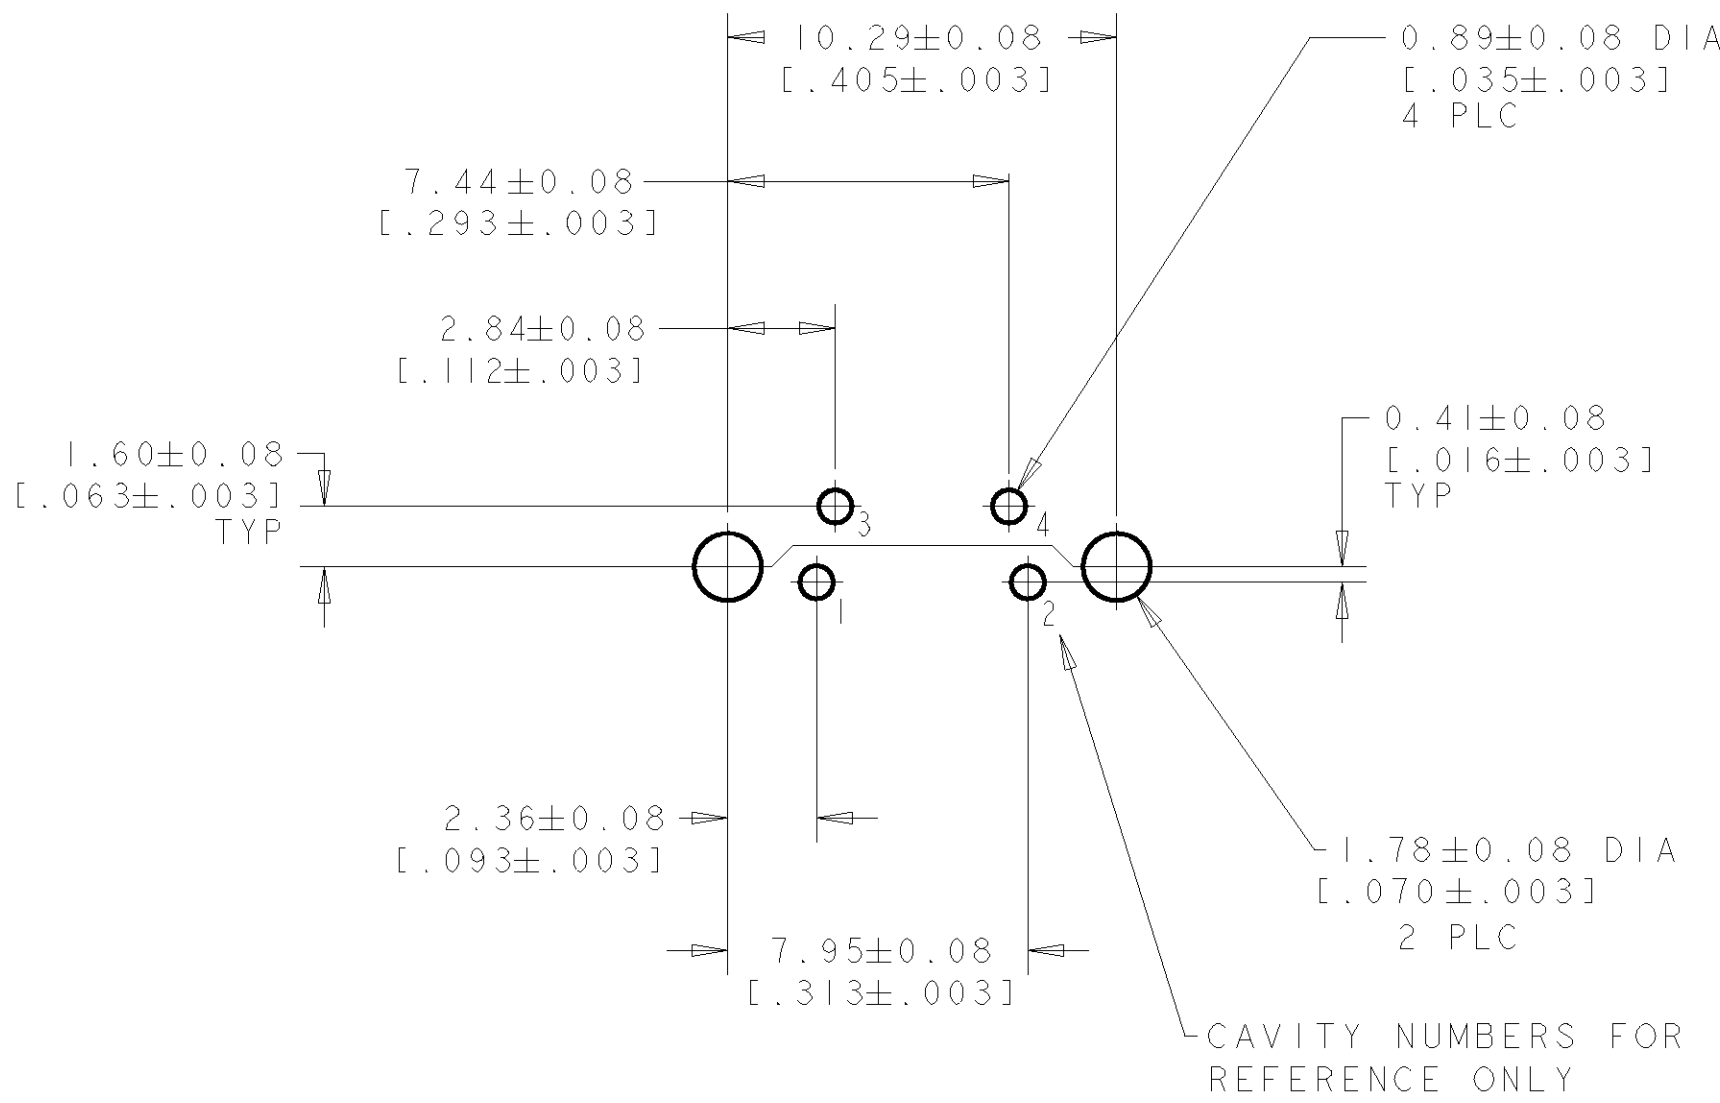 10.29±0.08
[.405±.003]
0.89±0.08 DIA
[.035±.003]
4 PLC
7.44±0.08
[.293±.003]
2.84±0.08
[.112±.003]
0.41±0.08
[.016±.003]
TYP
1.60±0.08
[.063±.003]
TYP
3
4
1
2
2.36±0.08
[.093±.003]
1.78±0.08 DIA
[.070±.003]
2 PLC
7.95±0.08
[.313±.003]
CAVITY NUMBERS FOR
REFERENCE ONLY